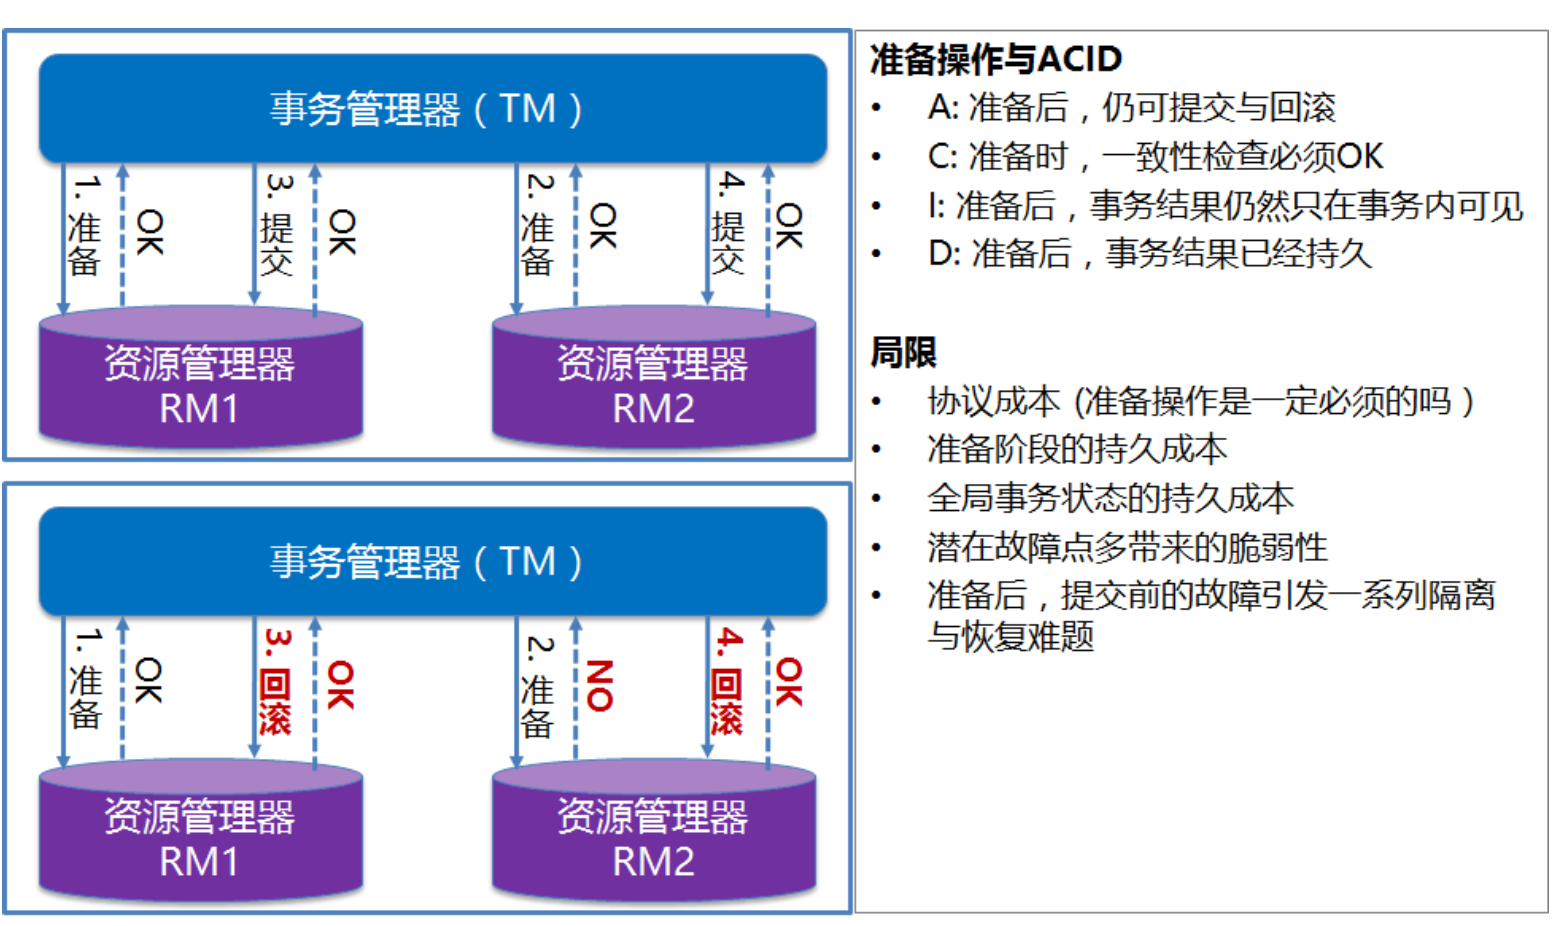 事务管理器（TM）
1. 准备
OK
3. 提交
OK
2. 准备
OK
4. 提交
OK
资源管理器
RM1
资源管理器
RM2
事务管理器（TM）
1. 准备
OK
3. 回滚
OK
2. 准备
NO
4. 回滚
OK
资源管理器
RM1
资源管理器
RM2
准备操作与ACID
• A: 准备后，仍可提交与回滚
• C: 准备时，一致性检查必须OK
• I: 准备后，事务结果仍然只在事务内可见
• D: 准备后，事务结果已经持久
局限
• 协议成本 (准备操作是一定必须的吗）
• 准备阶段的持久成本
• 全局事务状态的持久成本
• 潜在故障点多带来的脆弱性
• 准备后，提交前的故障引发一系列隔离
与恢复难题